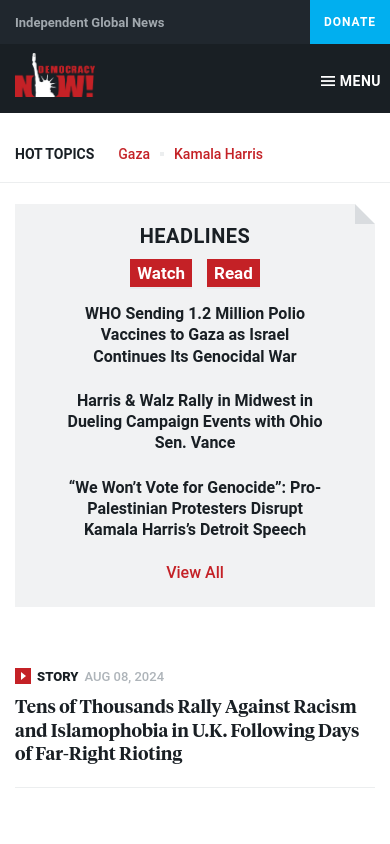 Independent Global News
DONATE
DEMOCRACY
NOW!
MENU
HOT TOPICS
Gaza
Kamala Harris
HEADLINES
Watch
Read
WHO Sending 1.2 Million Polio
Vaccines to Gaza as Israel
Continues Its Genocidal War
Harris & Walz Rally in Midwest in
Dueling Campaign Events with Ohio
Sen. Vance
“We Won’t Vote for Genocide”: Pro-
Palestinian Protesters Disrupt
Kamala Harris’s Detroit Speech
View All
STORY AUG 08, 2024
Tens of Thousands Rally Against Racism
and Islamophobia in U.K. Following Days
of Far-Right Rioting